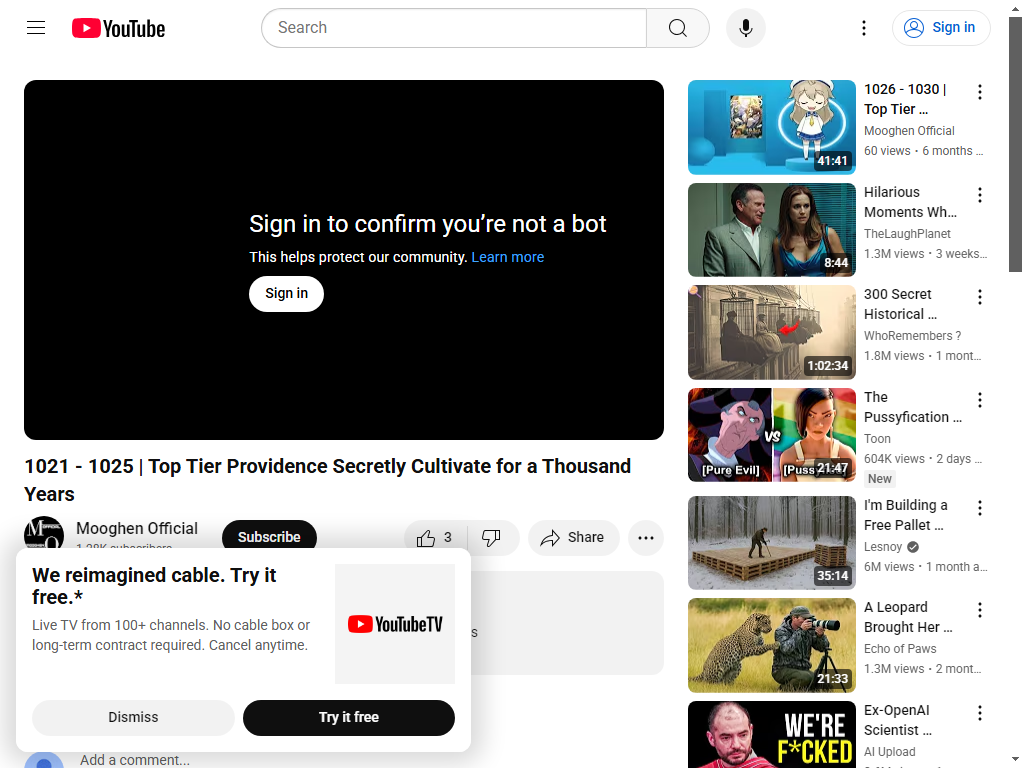 YouTube
Search
Sign in
Sign in to confirm you're not a bot
This helps protect our community. Learn more
Sign in
1021 - 1025 | Top Tier Providence Secretly Cultivate for a Thousand
Years
Mooghen Official
Subscribe
3
Share
We reimagined cable. Try it
free.*
Live TV from 100+ channels. No cable box or
long-term contract required. Cancel anytime.
YouTubeTV
Dismiss
Try it free
Add a comment...
41:41
1026 - 1030 |
Top Tier ...
Mooghen Official
60 views • 6 months ...
8:44
Hilarious
Moments Wh...
TheLaughPlanet
1.3M views • 3 weeks...
1:02:34
300 Secret
Historical ...
WhoRemembers ?
1.8M views • 1 mont...
VS
[Pure Evil]
21:47
The
Pussyfication ...
Toon
604K views • 2 days ...
New
35:14
I'm Building a
Free Pallet ...
Lesnoy
6M views • 1 month a...
21:33
A Leopard
Brought Her ...
Echo of Paws
1.3M views • 2 mont...
WE'RE
F*CKED
Ex-OpenAI
Scientist ...
AI Upload